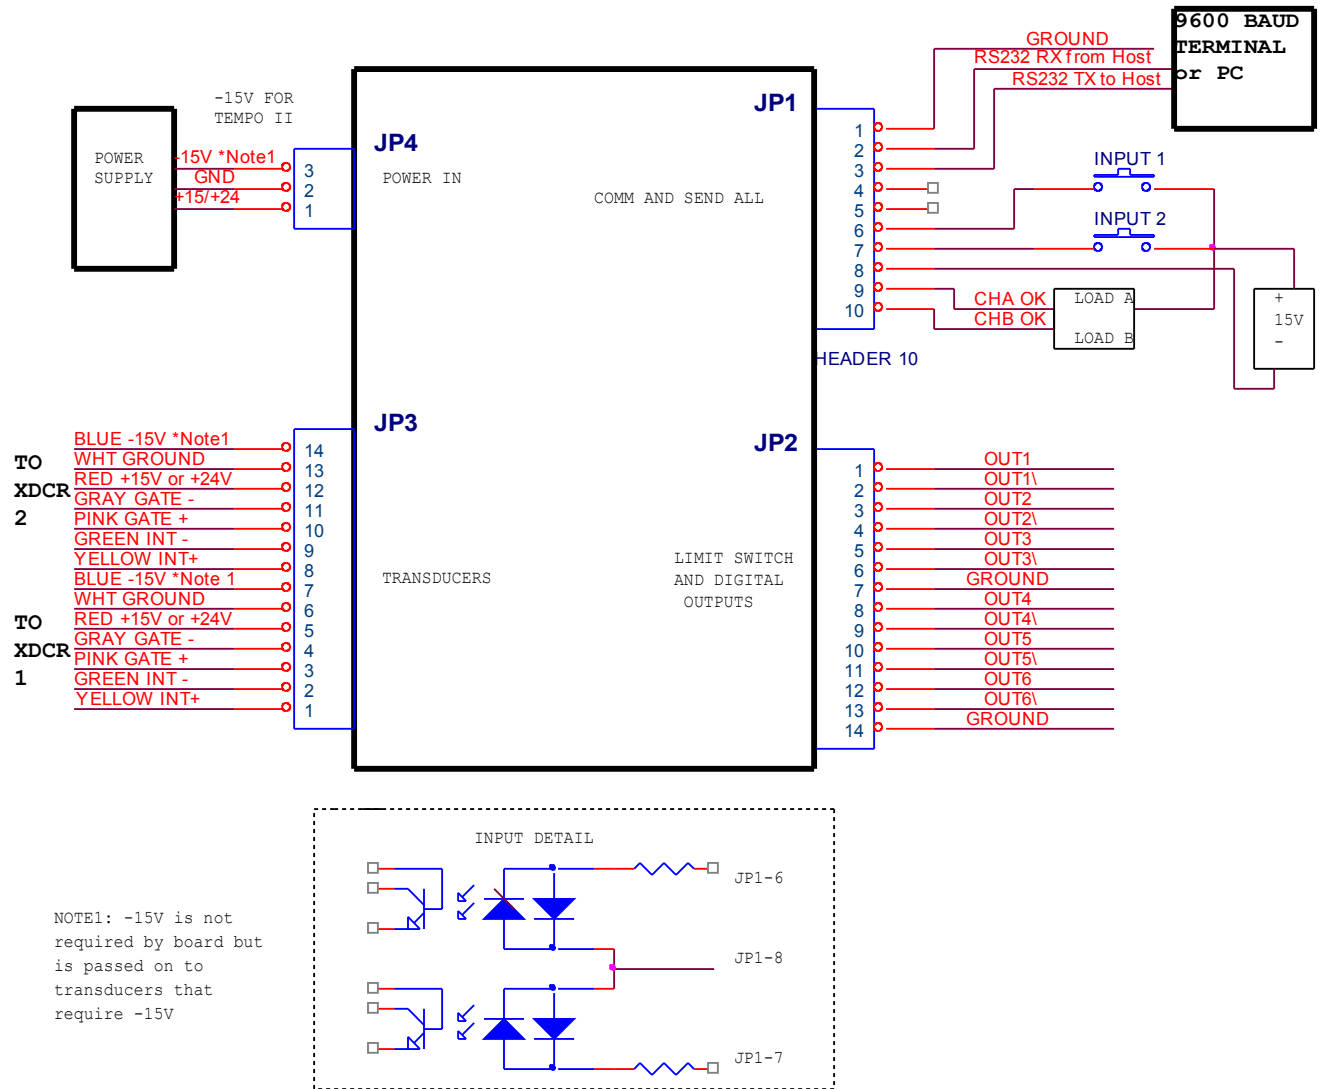 9600 BAUD
TERMINAL
or PC
GROUND
RS232 RX from Host
RS232 TX to Host
-15V FOR
TEMPO II
POWER
SUPPLY
-15V *Note1
GND
+15/+24
3
2
1
JP4
POWER IN
JP1
COMM AND SEND ALL
1
2
3
4
5
6
7
8
9
10
INPUT 1
INPUT 2
CHA OK
CHB OK
LOAD A
LOAD B
+
15V
-
HEADER 10
JP3
TRANSDUCERS
TO
XDCR
2
TO
XDCR
1
BLUE -15V *Note1
WHT GROUND
RED +15V or +24V
GRAY GATE -
PINK GATE +
GREEN INT -
YELLOW INT+
BLUE -15V *Note 1
WHT GROUND
RED +15V or +24V
GRAY GATE -
PINK GATE +
GREEN INT -
YELLOW INT+
14
13
12
11
10
9
8
7
6
5
4
3
2
1
JP2
LIMIT SWITCH
AND DIGITAL
OUTPUTS
1
2
3
4
5
6
7
8
9
10
11
12
13
14
OUT1
OUT1\
OUT2
OUT2\
OUT3
OUT3\
GROUND
OUT4
OUT4\
OUT5
OUT5\
OUT6
OUT6\
GROUND
INPUT DETAIL
JP1-6
JP1-8
JP1-7
NOTE1: -15V is not
required by board but
is passed on to
transducers that
require -15V